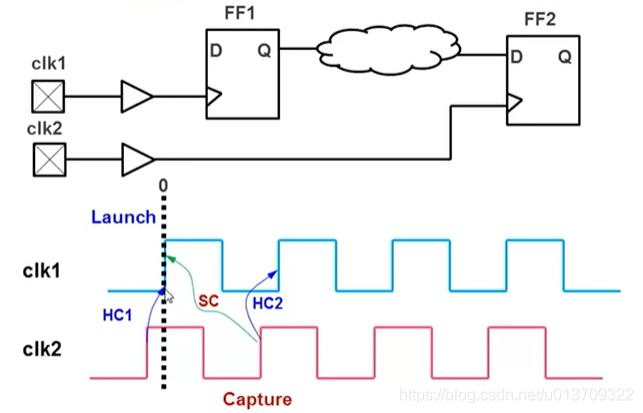 FF1
FF2
D Q
D Q
clk1
clk2
0
Launch
clk1
SC
HC2
HC1
clk2
Capture
https://blog.csdn.net/u013709322